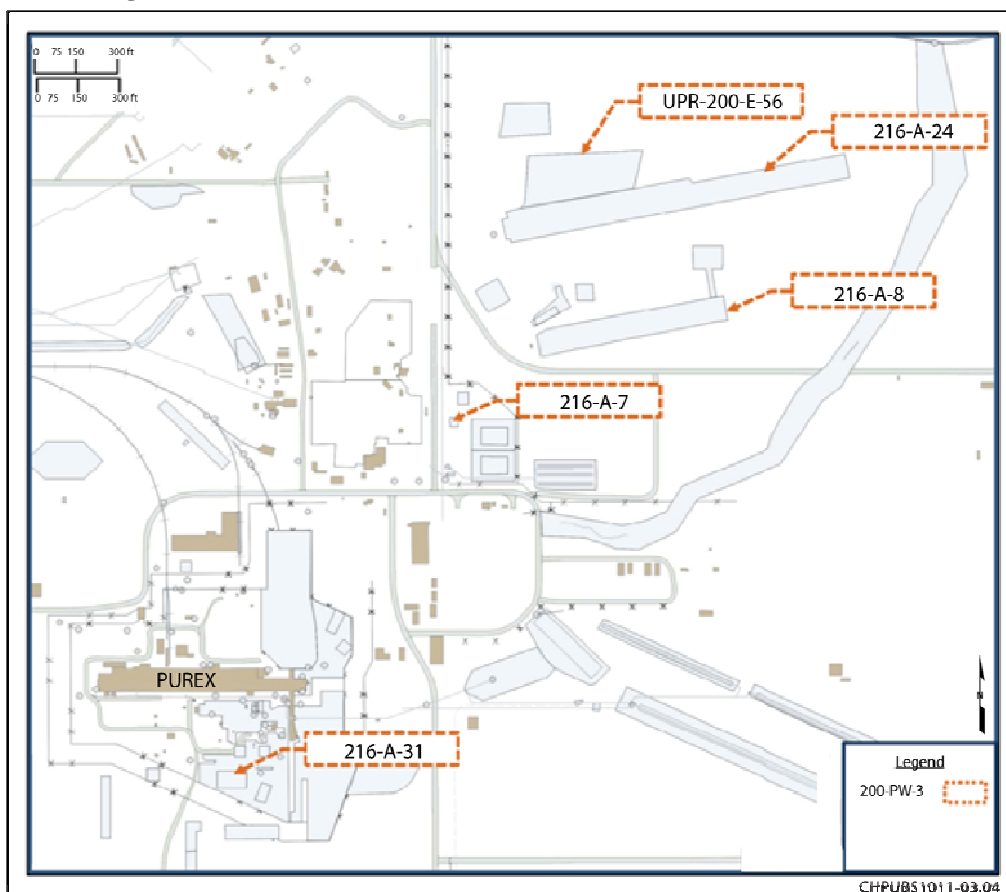 0 75 150 300 ft
0 75 150 300 ft
UPR-200-E-56
216-A-24
216-A-8
216-A-7
PUREX
216-A-31
Legend
200-PW-3
CHPUBS1011-03.04